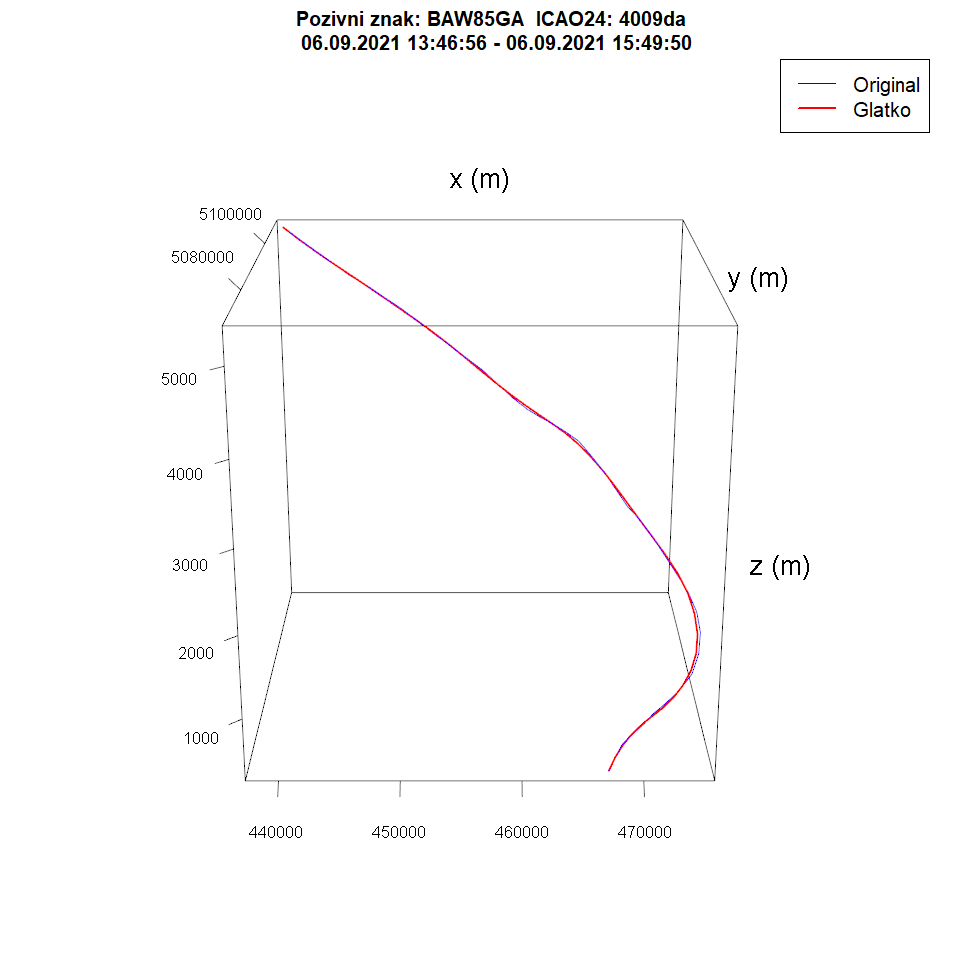 Pozivni znak: BAW85GA  ICAO24: 4009da
06.09.2021 13:46:56 - 06.09.2021 15:49:50
Original
Glatko
x (m)
5100000
5080000
y (m)
5000
4000
3000
z (m)
2000
1000
440000 450000 460000 470000